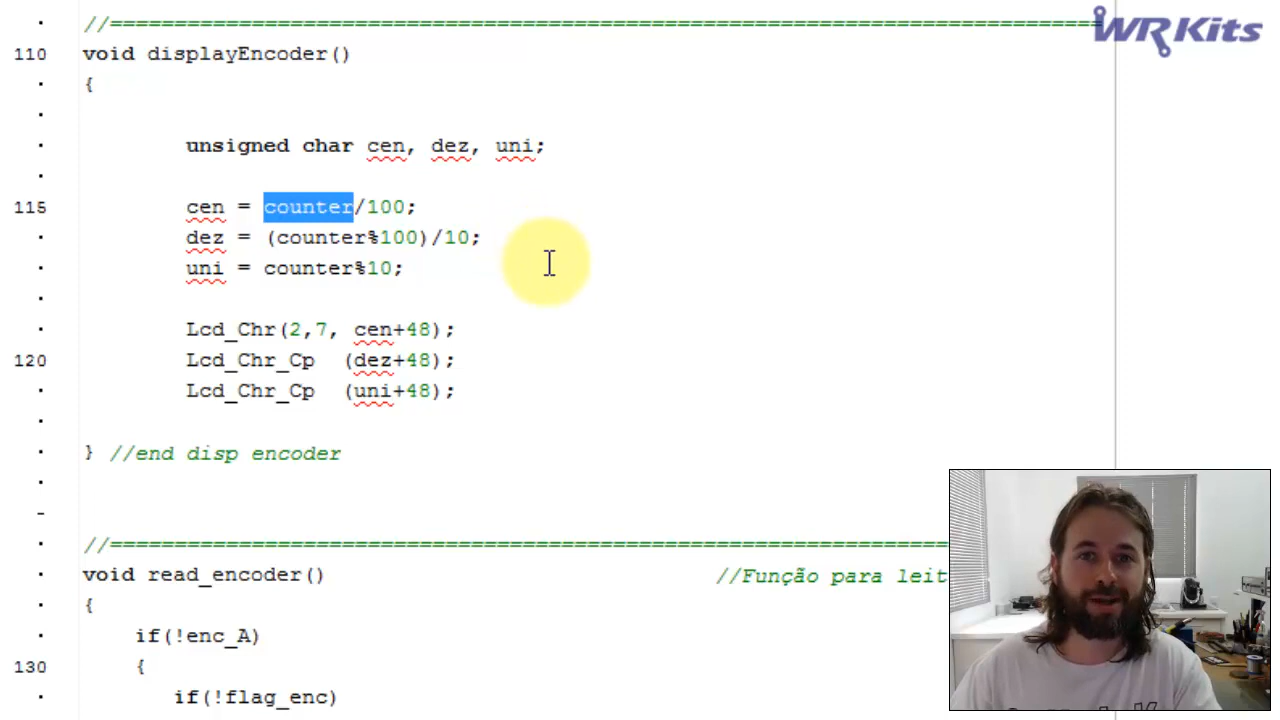 //==============================================================================
WR Kits
110 void displayEncoder()
{
unsigned char cen, dez, uni;
115 cen = counter/100;
dez = (counter%100)/10;
uni = counter%10;
Lcd_Chr(2,7, cen+48);
120 Lcd_Chr_Cp (dez+48);
Lcd_Chr_Cp (uni+48);
} //end disp encoder
//=================================================================
void read_encoder() //Função para leit
{
if(!enc_A)
130 {
if(!flag_enc)